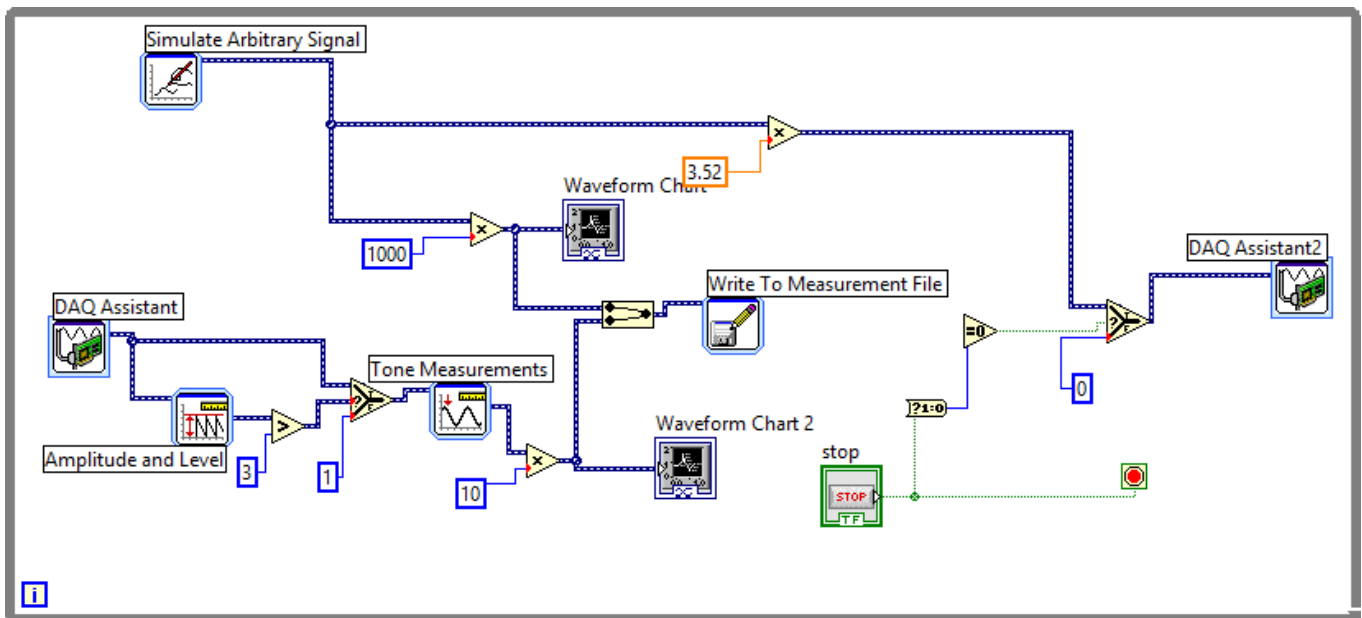 Simulate Arbitrary Signal
3.52
Waveform Chart
1000
DAQ Assistant2
DAQ Assistant
Write To Measurement File
=0
Tone Measurements
0
?1:0
Waveform Chart 2
Amplitude and Level
3
1
10
stop
STOP
TF
i